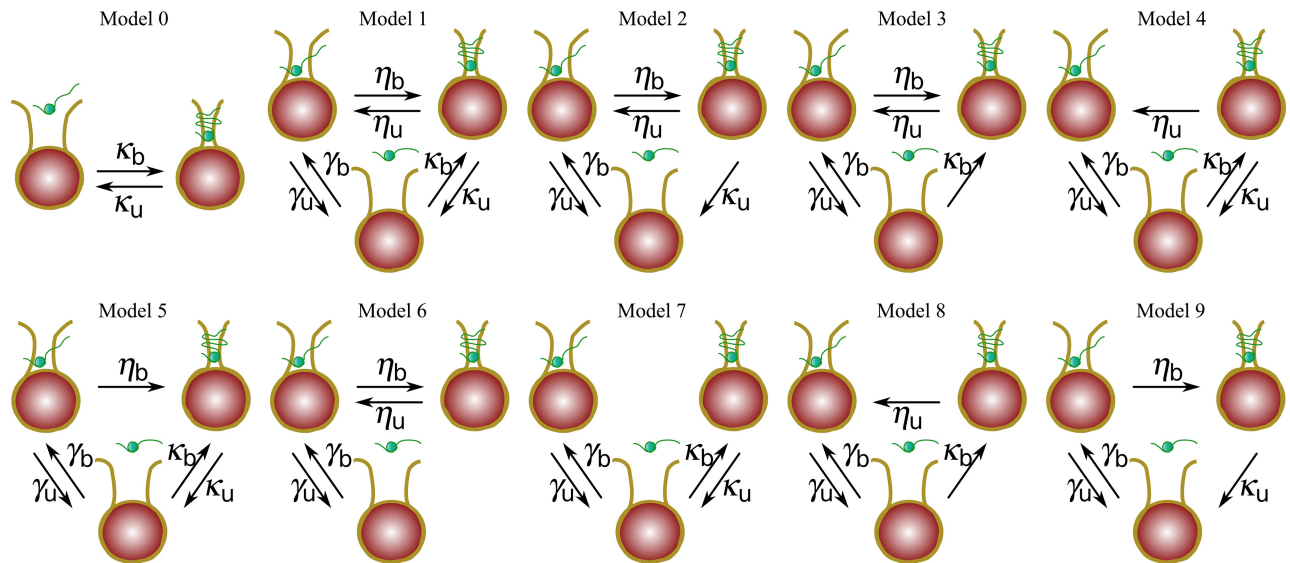 Model 0
κb
κu
Model 1
ηb
ηu
γb
γu
κb
κu
Model 2
ηb
ηu
γb
γu
κu
Model 3
ηb
ηu
γb
γu
κb
Model 4
ηu
γb
γu
κb
κu
Model 5
ηb
γb
γu
κb
κu
Model 6
ηb
ηu
γb
γu
Model 7
γb
γu
κb
κu
Model 8
ηu
γb
γu
κb
Model 9
ηb
γb
γu
κu